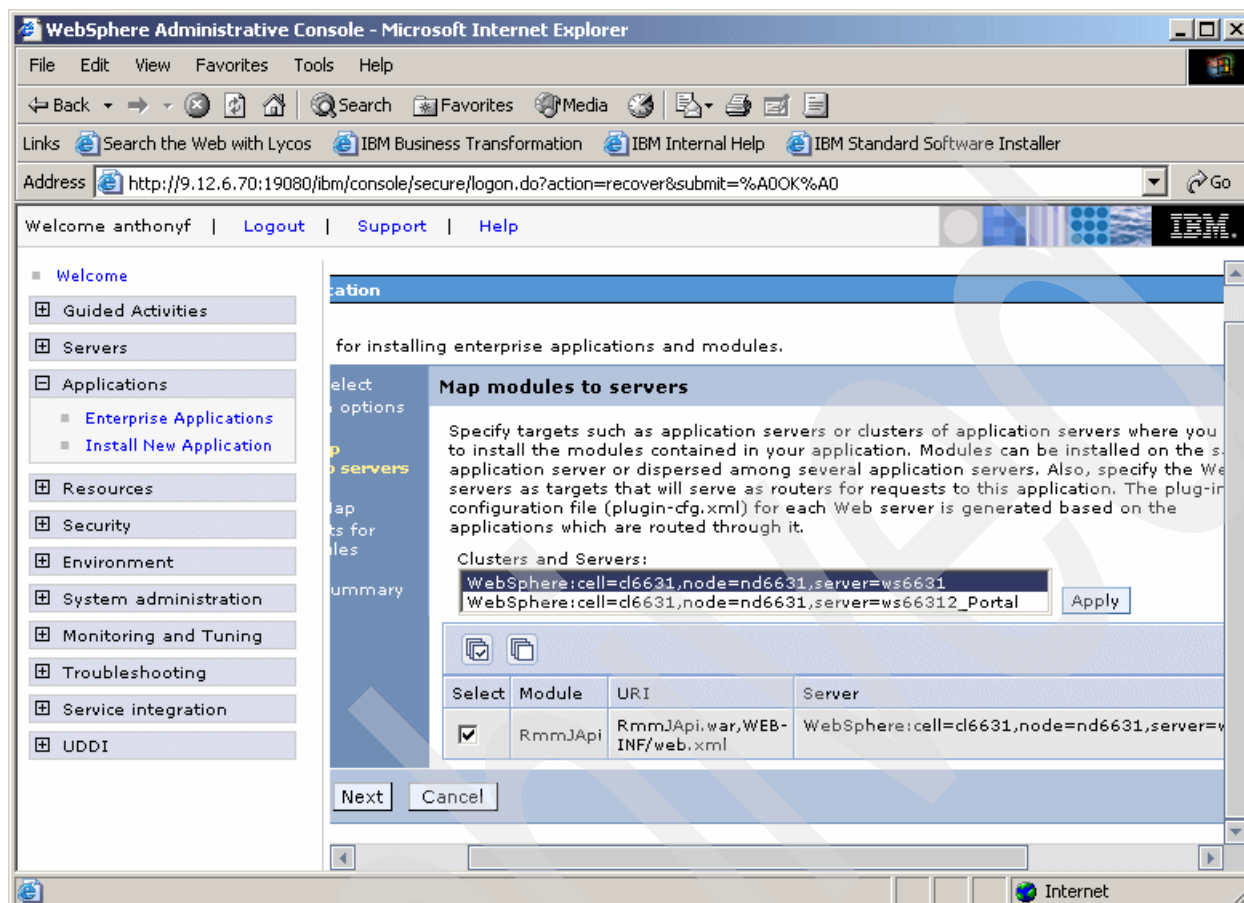 WebSphere Administrative Console - Microsoft Internet Explorer
File Edit View Favorites Tools Help
Back Search Favorites Media
Links Search the Web with Lycos IBM Business Transformation IBM Internal Help IBM Standard Software Installer
Address http://9.12.6.70:19080/ibm/console/secure/logon.do?action=recover&submit=%A0OK%A0 Go
Welcome anthonyf | Logout | Support | Help IBM.
Welcome
Guided Activities
Servers
Applications
Enterprise Applications
Install New Application
Resources
Security
Environment
System administration
Monitoring and Tuning
Troubleshooting
Service integration
UDDI
cation
for installing enterprise applications and modules.
elect
options
p
servers
ap
ts for
les
ummary
Map modules to servers
Specify targets such as application servers or clusters of application servers where you
to install the modules contained in your application. Modules can be installed on the s
application server or dispersed among several application servers. Also, specify the We
servers as targets that will serve as routers for requests to this application. The plug-in
configuration file (plugin-cfg.xml) for each Web server is generated based on the
applications which are routed through it.
Clusters and Servers:
WebSphere:cell=cl6631,node=nd6631,server=ws6631
WebSphere:cell=cl6631,node=nd6631,server=ws66312_Portal
Apply
Select Module URI Server
RmmJApi RmmJApi.war,WEB-INF/web.xml WebSphere:cell=cl6631,node=nd6631,server=w
Next Cancel
Internet